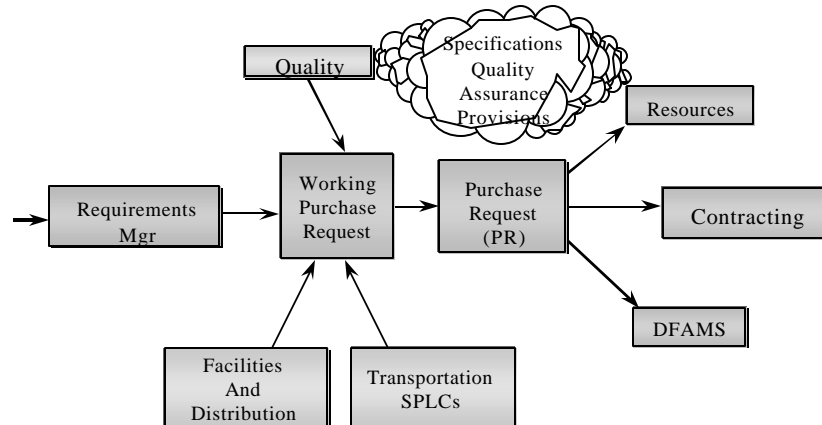 Specifications
Quality
Assurance
Provisions
Quality
Resources
Requirements
Mgr
Working
Purchase
Request
Purchase
Request
(PR)
Contracting
DFAMS
Facilities
And
Distribution
Transportation
SPLCs